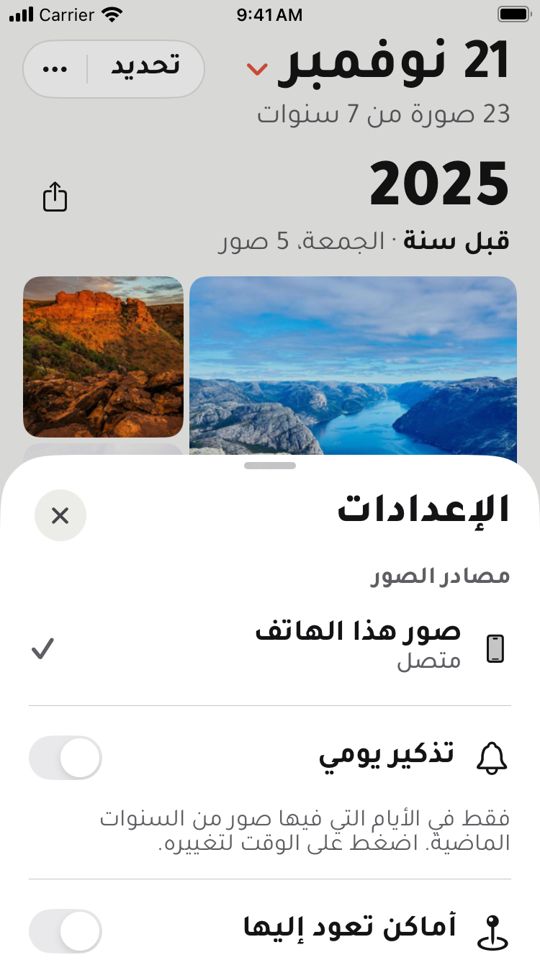 Carrier 9:41 AM
21 نوفمبر
تحديد
23 صورة من 7 سنوات
2025
قبل سنة · الجمعة، 5 صور
الإعدادات
مصادر الصور
صور هذا الهاتف
متصل
تذكير يومي
فقط في الأيام التي فيها صور من السنوات
الماضية. اضغط على الوقت لتغييره.
أماكن تعود إليها